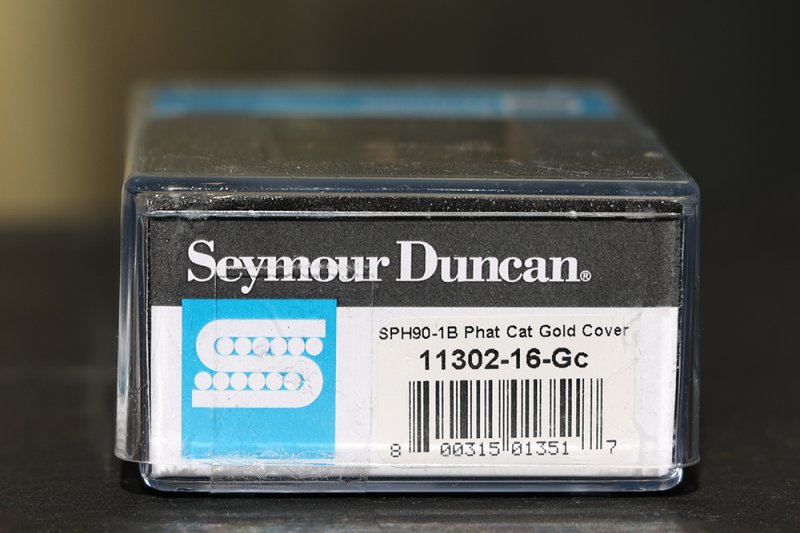 Seymour Duncan®
SPH90-1B Phat Cat Gold Cover
11302-16-Gc
8 00315 01351 7